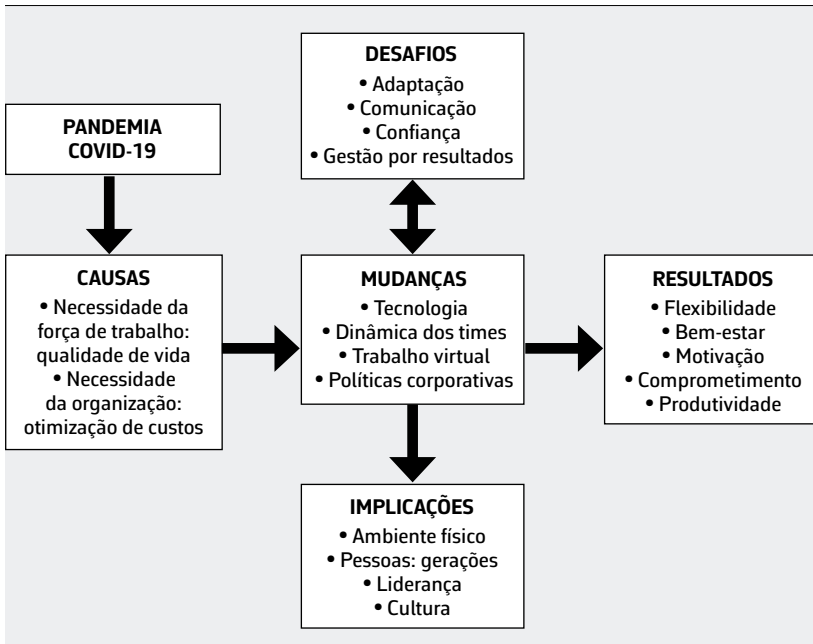 DESAFIOS
• Adaptação
• Comunicação
• Confiança
• Gestão por resultados
PANDEMIA
COVID-19
CAUSAS
• Necessidade da
força de trabalho:
qualidade de vida
• Necessidade
da organização:
otimização de custos
MUDANÇAS
• Tecnologia
• Dinâmica dos times
• Trabalho virtual
• Políticas corporativas
RESULTADOS
• Flexibilidade
• Bem-estar
• Motivação
• Comprometimento
• Produtividade
IMPLICAÇÕES
• Ambiente físico
• Pessoas: gerações
• Liderança
• Cultura